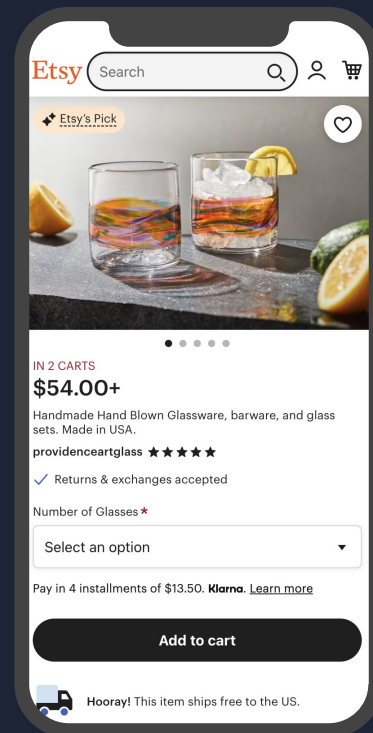 Etsy Search
Etsy's Pick
IN 2 CARTS
$54.00+
Handmade Hand Blown Glassware, barware, and glass
sets. Made in USA.
providenceartglass ★★★★★
Returns & exchanges accepted
Number of Glasses *
Select an option
Pay in 4 installments of $13.50. Klarna. Learn more
Add to cart
Hooray! This item ships free to the US.